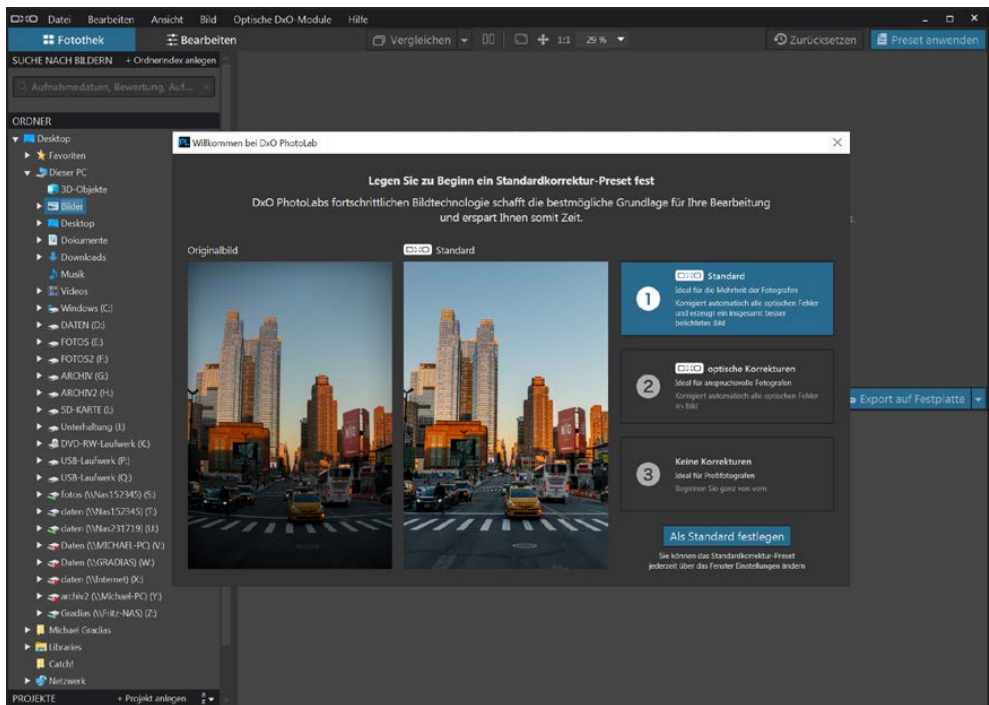 DXO Datei Bearbeiten Ansicht Bild Optische DxO-Module Hilfe
Fotothek Bearbeiten Vergleichen 1:1 29 % Zurücksetzen Preset anwenden
SUCHE NACH BILDERN + Ordnerindex anlegen
Aufnahmedatum, Bewertung, Auf...
ORDNER
Desktop
Favoriten
Dieser PC
3D-Objekte
Bilder
Desktop
Dokumente
Downloads
Musik
Videos
Windows (C:)
DATEN (D:)
FOTOS (E:)
FOTOS2 (F:)
ARCHIV (G:)
ARCHIV2 (H:)
SD-KARTE (I:)
Unterhaltung (J:)
DVD-RW-Laufwerk (K:)
USB-Laufwerk (P:)
USB-Laufwerk (Q:)
fotos (\\Nas152345) (S:)
daten (\\Nas152345) (T:)
daten (\\Nas231719) (U:)
Daten (\\MICHAEL-PC) (V:)
Daten (\\GRADIAS) (W:)
daten (\\Internet) (X:)
archiv2 (\\Michael-PC) (Y:)
Gradias (\\Fritz-NAS) (Z:)
Michael Gradias
Libraries
Catch!
Netzwerk
PROJEKTE + Projekt anlegen
Willkommen bei DxO PhotoLab
Legen Sie zu Beginn ein Standardkorrektur-Preset fest
DxO PhotoLabs fortschrittlichen Bildtechnologie schafft die bestmögliche Grundlage für Ihre Bearbeitung
und erspart Ihnen somit Zeit.
Originalbild
DXO Standard
1
DXO Standard
Ideal für die Mehrheit der Fotografen
Korrigiert automatisch alle optischen Fehler
und erzeugt ein insgesamt besser
belichtetes Bild
2
DXO optische Korrekturen
Ideal für anspruchsvolle Fotografen
Korrigiert automatisch alle optischen Fehler
im Bild
3
Keine Korrekturen
Ideal für Profifotografen
Beginnen Sie ganz von vorn
Als Standard festlegen
Sie können das Standardkorrektur-Preset
jederzeit über das Fenster Einstellungen ändern
Export auf Festplatte